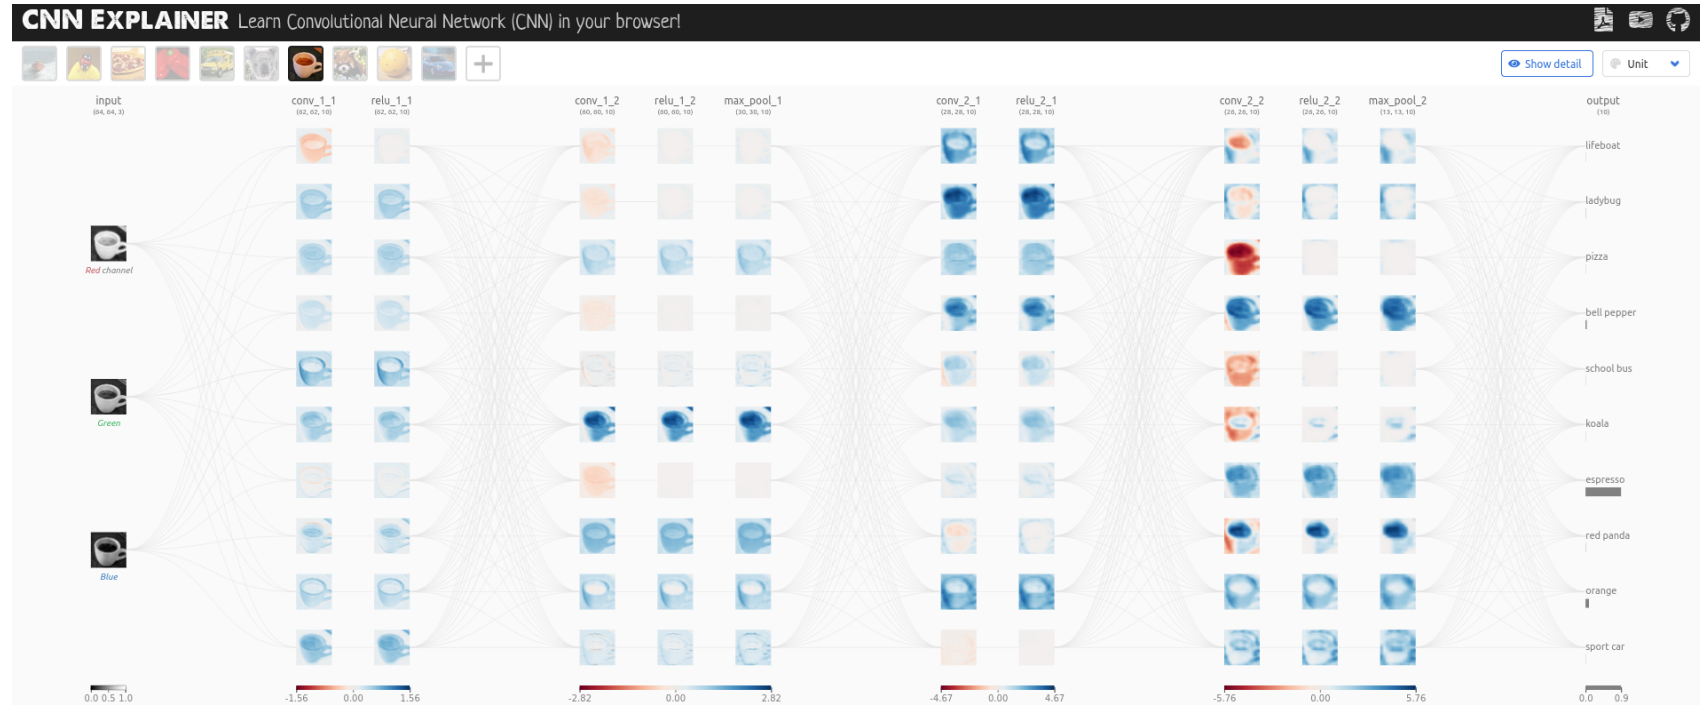 CNN EXPLAINER Learn Convolutional Neural Network (CNN) in your browser!
Show detail
Unit
input conv_1_1 relu_1_1 conv_1_2 relu_1_2 max_pool_1 conv_2_1 relu_2_1 conv_2_2 relu_2_2 max_pool_2 output
(64, 64, 3) (62, 62, 10) (62, 62, 10) (60, 60, 10) (60, 60, 10) (30, 30, 10) (28, 28, 10) (28, 28, 10) (26, 26, 10) (26, 26, 10) (13, 13, 10) (10)
lifeboat
ladybug
Red channel
pizza
bell pepper
school bus
Green
koala
espresso
red panda
Blue
orange
sport car
0.0 0.5 1.0 -1.56 0.00 1.56 -2.82 0.00 2.82 -4.67 0.00 4.67 -5.76 0.00 5.76 0.0 0.9